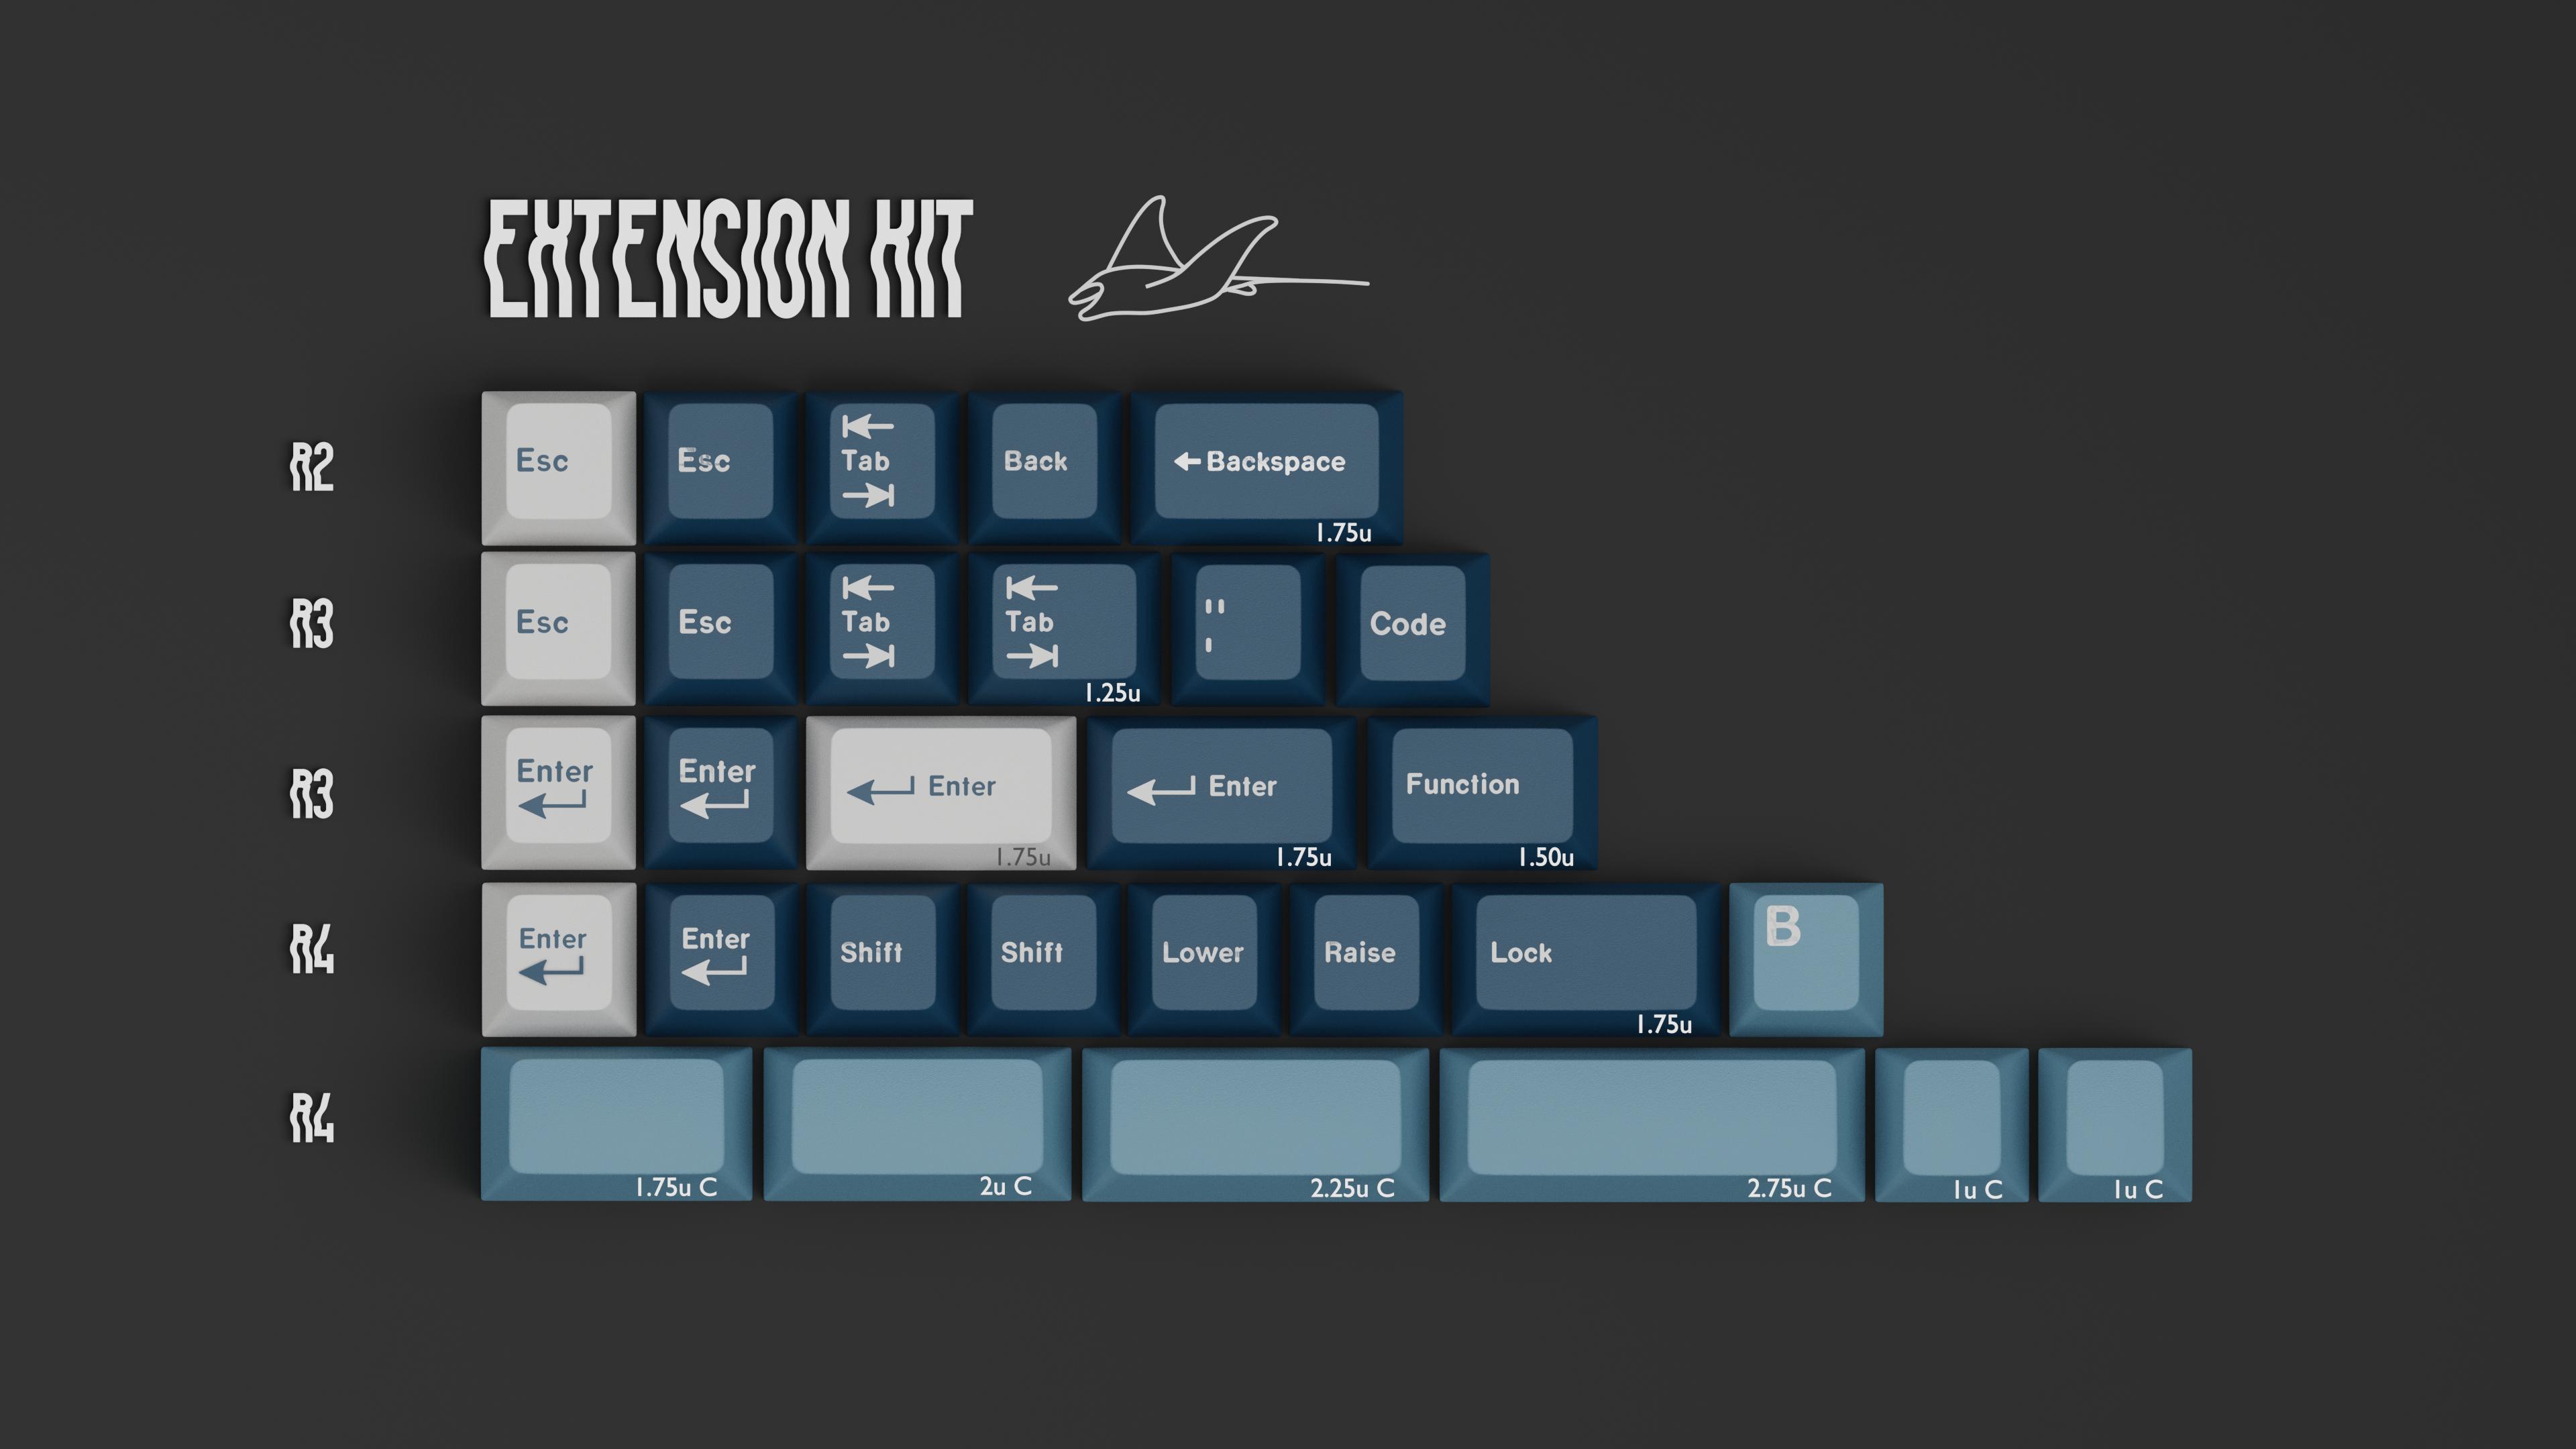 EXTENSION KIT
R2
Esc
Esc
Tab
Back
Backspace
1.75u
R3
Esc
Esc
Tab
Tab
1.25u
"
'
Code
R3
Enter
Enter
Enter
1.75u
Enter
1.75u
Function
1.50u
R4
Enter
Enter
Shift
Shift
Lower
Raise
Lock
1.75u
B
R4
1.75u C
2u C
2.25u C
2.75u C
1u C
1u C